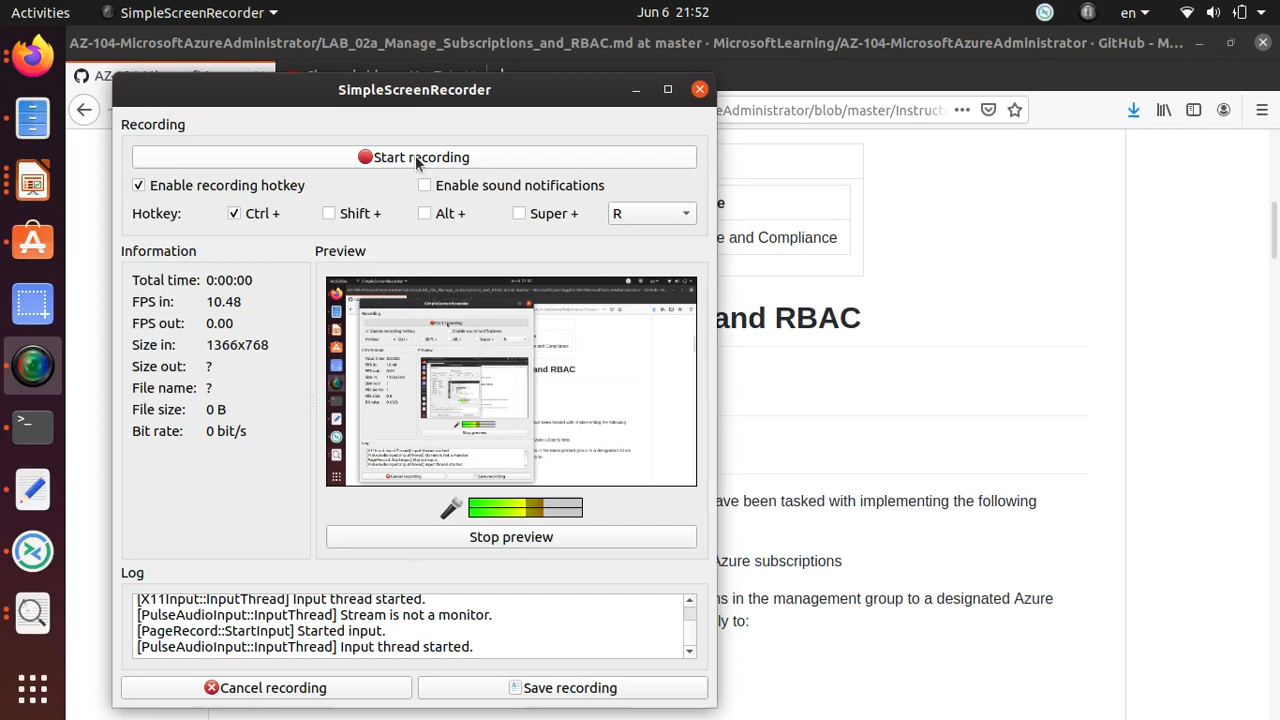 Activities
SimpleScreenRecorder
Jun 6 21:52
en
AZ-104-MicrosoftAzureAdministrator/LAB_02a_Manage_Subscriptions_and_RBAC.md at master · MicrosoftLearning/AZ-104-MicrosoftAzureAdministrator · GitHub - M...
eAdministrator/blob/master/Instruct
SimpleScreenRecorder
Recording
Start recording
Enable recording hotkey
Enable sound notifications
Hotkey:
Ctrl +
Shift +
Alt +
Super +
R
Information
Total time: 0:00:00
FPS in: 10.48
FPS out: 0.00
Size in: 1366x768
Size out: ?
File name: ?
File size: 0 B
Bit rate: 0 bit/s
Preview
Stop preview
Log
[X11Input::InputThread] Input thread started.
[PulseAudioInput::InputThread] Stream is not a monitor.
[PageRecord::StartInput] Started input.
[PulseAudioInput::InputThread] Input thread started.
Cancel recording
Save recording
e and Compliance
and RBAC
ave been tasked with implementing the following
Azure subscriptions
ns in the management group to a designated Azure
ly to: